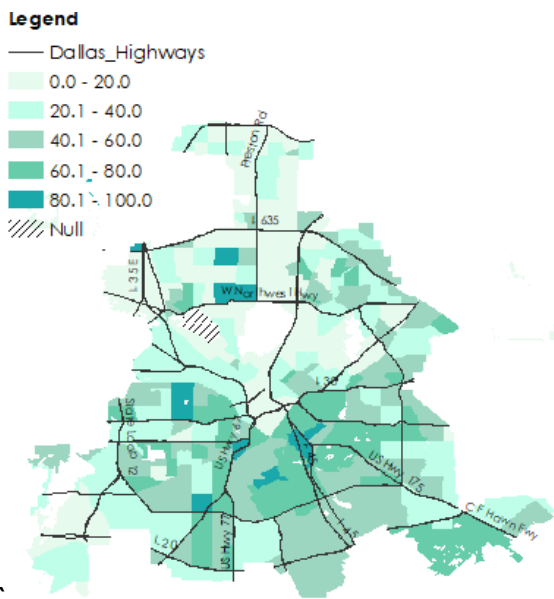 Legend
Dallas_Highways
0.0 - 20.0
20.1 - 40.0
40.1 - 60.0
60.1 - 80.0
80.1 - 100.0
Null
Preston Rd
I 635
I 35 E
W Northwest Hwy
I 30
State Loop 12
US Hwy 67
US Hwy 175
C F Hawn Fwy
I 45
I 20
US Hwy 77